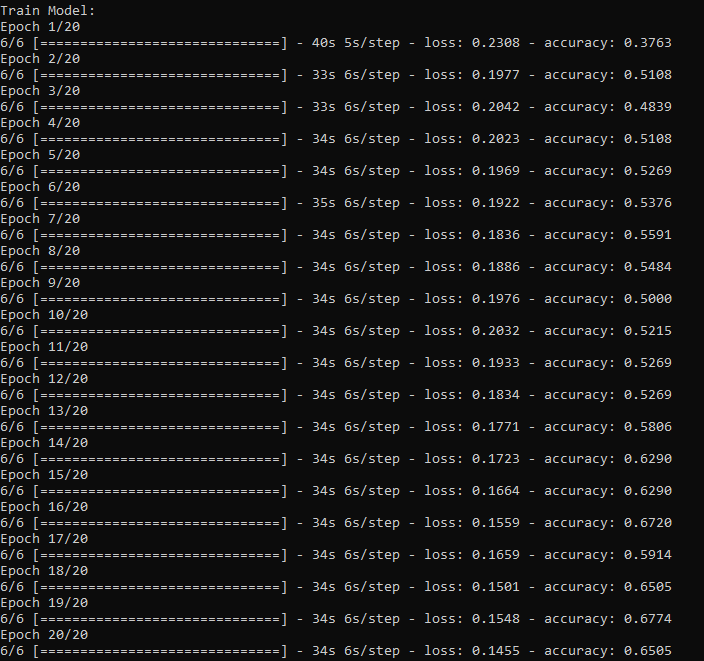 Train Model:
Epoch 1/20
6/6 [==============================] - 40s 5s/step - loss: 0.2308 - accuracy: 0.3763
Epoch 2/20
6/6 [==============================] - 33s 6s/step - loss: 0.1977 - accuracy: 0.5108
Epoch 3/20
6/6 [==============================] - 33s 6s/step - loss: 0.2042 - accuracy: 0.4839
Epoch 4/20
6/6 [==============================] - 34s 6s/step - loss: 0.2023 - accuracy: 0.5108
Epoch 5/20
6/6 [==============================] - 34s 6s/step - loss: 0.1969 - accuracy: 0.5269
Epoch 6/20
6/6 [==============================] - 35s 6s/step - loss: 0.1922 - accuracy: 0.5376
Epoch 7/20
6/6 [==============================] - 34s 6s/step - loss: 0.1836 - accuracy: 0.5591
Epoch 8/20
6/6 [==============================] - 34s 6s/step - loss: 0.1886 - accuracy: 0.5484
Epoch 9/20
6/6 [==============================] - 34s 6s/step - loss: 0.1976 - accuracy: 0.5000
Epoch 10/20
6/6 [==============================] - 34s 6s/step - loss: 0.2032 - accuracy: 0.5215
Epoch 11/20
6/6 [==============================] - 34s 6s/step - loss: 0.1933 - accuracy: 0.5269
Epoch 12/20
6/6 [==============================] - 34s 6s/step - loss: 0.1834 - accuracy: 0.5269
Epoch 13/20
6/6 [==============================] - 34s 6s/step - loss: 0.1771 - accuracy: 0.5806
Epoch 14/20
6/6 [==============================] - 34s 6s/step - loss: 0.1723 - accuracy: 0.6290
Epoch 15/20
6/6 [==============================] - 34s 6s/step - loss: 0.1664 - accuracy: 0.6290
Epoch 16/20
6/6 [==============================] - 34s 6s/step - loss: 0.1559 - accuracy: 0.6720
Epoch 17/20
6/6 [==============================] - 34s 6s/step - loss: 0.1659 - accuracy: 0.5914
Epoch 18/20
6/6 [==============================] - 34s 6s/step - loss: 0.1501 - accuracy: 0.6505
Epoch 19/20
6/6 [==============================] - 34s 6s/step - loss: 0.1548 - accuracy: 0.6774
Epoch 20/20
6/6 [==============================] - 34s 6s/step - loss: 0.1455 - accuracy: 0.6505